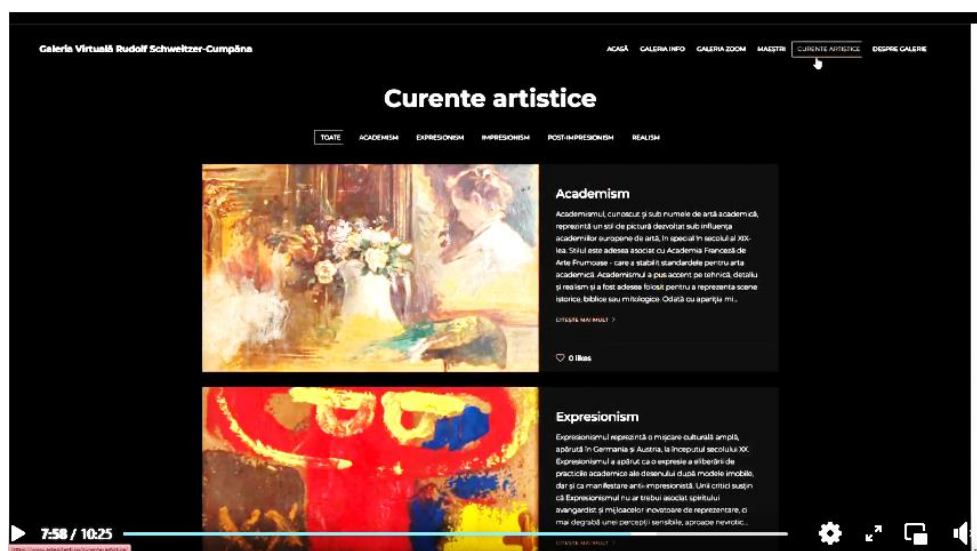 Galeria Virtuală Rudolf Schweitzer-Cumpăna
ACASĂ GALERIA INFO GALERIA ZOOM MAEȘTRI CURENTE ARTISTICE DESPRE GALERIE
Curente artistice
TOATE ACADEMISM EXPRESIONISM IMPRESIONISM POST-IMPRESIONISM REALISM
Academism
Academismul, cunoscut și sub numele de artă academică,
reprezintă un stil de pictură dezvoltat sub influența
academiilor europene de artă, în special în secolul al XIX-
lea. Stilul este adesea asociat cu Academia Franceză de
Arte Frumoase - care a stabilit standardele pentru arta
academică. Academismul a pus accent pe tehnică, detaliu
și realism și a fost adesea folosit pentru a reprezenta scene
istorice, biblice sau mitologice. Odată cu apariția mi...
CITEȘTE MAI MULT >
0 likes
Expresionism
Expresionismul reprezintă o mișcare culturală amplă,
apărută în Germania și Austria, la începutul secolului XX.
Expresionismul a apărut ca o expresie a eliberării de
practicile academice ale desenului după modele imobile,
dar și ca manifestare anti-impresionistă. Unii critici susțin
că Expresionismul nu ar trebui asociat spiritului
avangardist și mijloacelor inovatoare de reprezentare, ci
mai degrabă unei percepții sensibile, aproape nevrotic...
CITEȘTE MAI MULT >
7:58 / 10:25